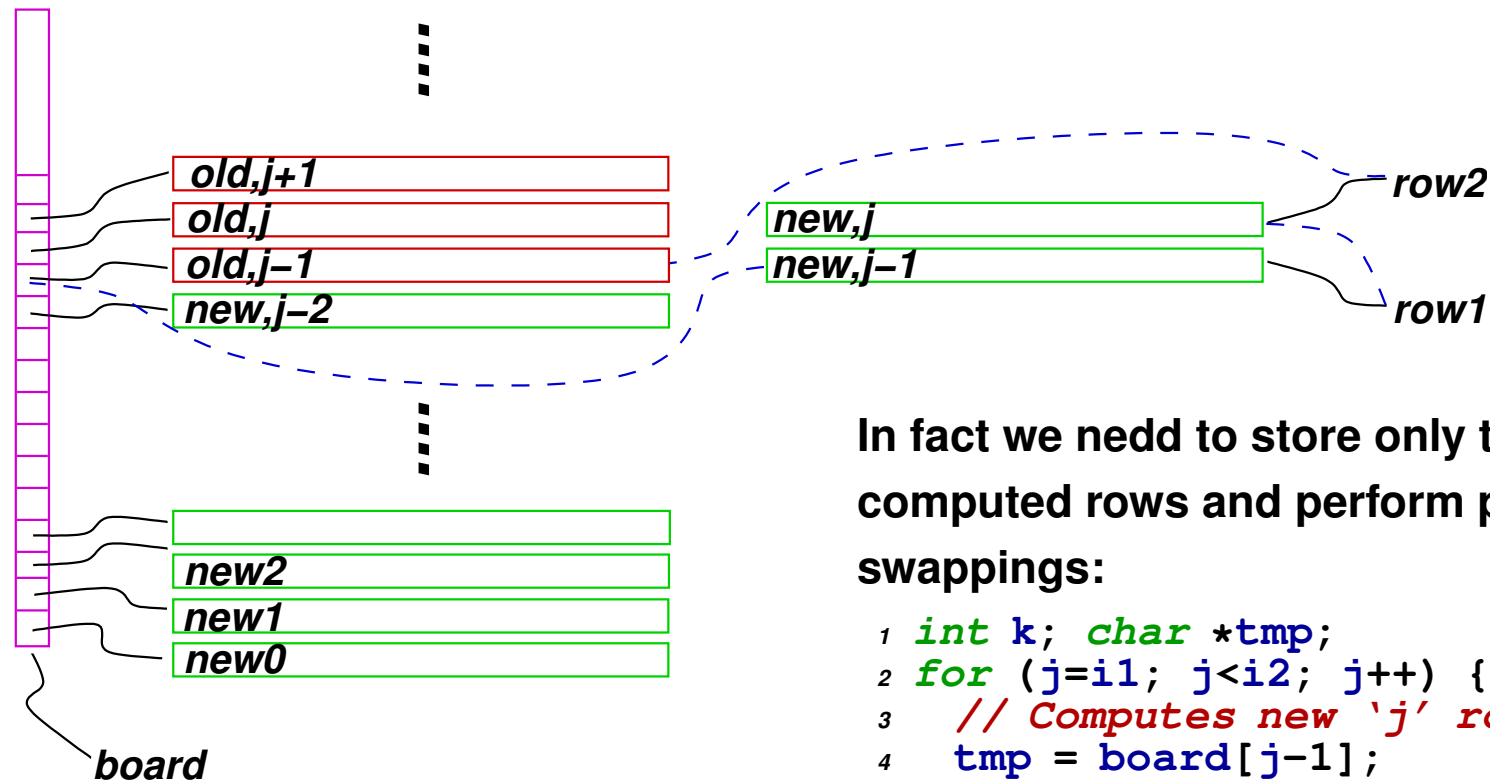 old,j+1
old,j
old,j−1
new,j−2
new2
new1
new0
board
new,j
new,j−1
row2
row1
In fact we nedd to store only
computed rows and perform
swappings:
1 int k; char *tmp;
2 for (j=i1; j<i2; j++) {
3 // Computes new ‘j’
4 tmp = board[j−1];